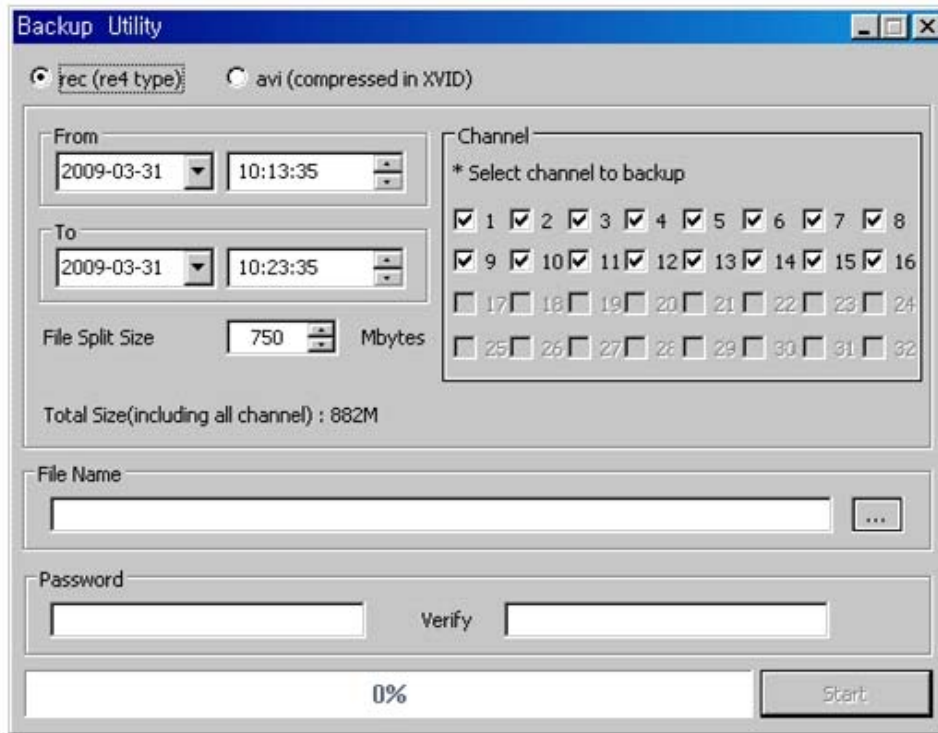 Backup Utility
rec (re4 type) avi (compressed in XVID)
From
2009-03-31 10:13:35
To
2009-03-31 10:23:35
File Split Size 750 Mbytes
Total Size(including all channel) : 882M
Channel
* Select channel to backup
1 2 3 4 5 6 7 8
9 10 11 12 13 14 15 16
17 18 19 20 21 22 23 24
25 26 27 28 29 30 31 32
File Name
...
Password
Verify
0% Start